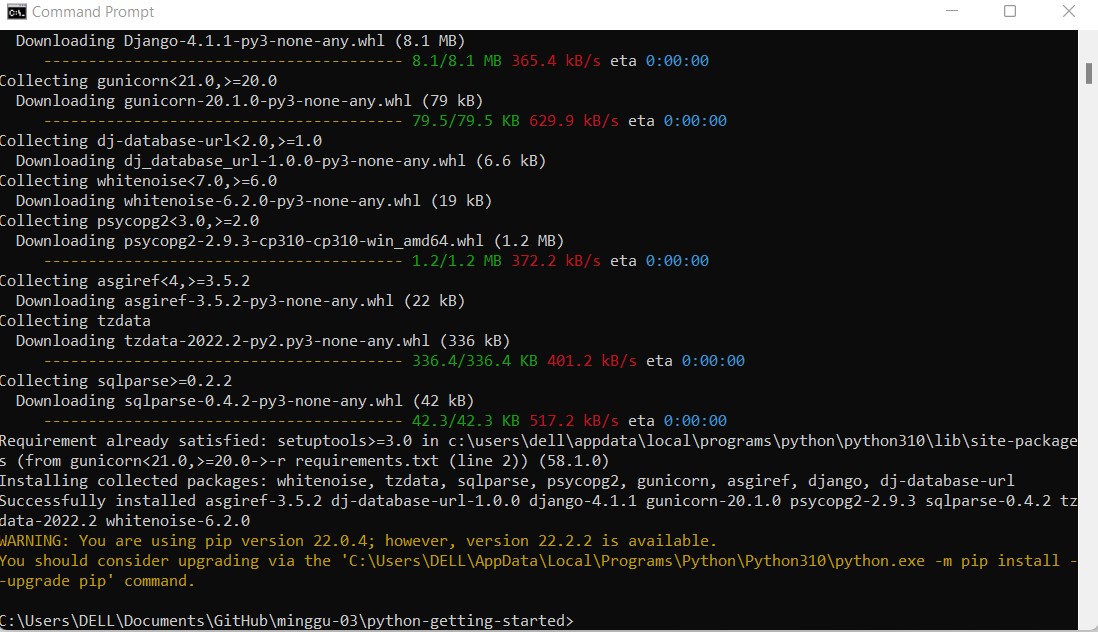 Command Prompt
Downloading Django-4.1.1-py3-none-any.whl (8.1 MB)
---------------------------------------- 8.1/8.1 MB 365.4 kB/s eta 0:00:00
Collecting gunicorn<21.0,>=20.0
Downloading gunicorn-20.1.0-py3-none-any.whl (79 kB)
---------------------------------------- 79.5/79.5 KB 629.9 kB/s eta 0:00:00
Collecting dj-database-url<2.0,>=1.0
Downloading dj_database_url-1.0.0-py3-none-any.whl (6.6 kB)
Collecting whitenoise<7.0,>=6.0
Downloading whitenoise-6.2.0-py3-none-any.whl (19 kB)
Collecting psycopg2<3.0,>=2.0
Downloading psycopg2-2.9.3-cp310-cp310-win_amd64.whl (1.2 MB)
---------------------------------------- 1.2/1.2 MB 372.2 kB/s eta 0:00:00
Collecting asgiref<4,>=3.5.2
Downloading asgiref-3.5.2-py3-none-any.whl (22 kB)
Collecting tzdata
Downloading tzdata-2022.2-py2.py3-none-any.whl (336 kB)
---------------------------------------- 336.4/336.4 KB 401.2 kB/s eta 0:00:00
Collecting sqlparse>=0.2.2
Downloading sqlparse-0.4.2-py3-none-any.whl (42 kB)
---------------------------------------- 42.3/42.3 KB 517.2 kB/s eta 0:00:00
Requirement already satisfied: setuptools>=3.0 in c:\users\dell\appdata\local\programs\python\python310\lib\site-package
s (from gunicorn<21.0,>=20.0->-r requirements.txt (line 2)) (58.1.0)
Installing collected packages: whitenoise, tzdata, sqlparse, psycopg2, gunicorn, asgiref, django, dj-database-url
Successfully installed asgiref-3.5.2 dj-database-url-1.0.0 django-4.1.1 gunicorn-20.1.0 psycopg2-2.9.3 sqlparse-0.4.2 tz
data-2022.2 whitenoise-6.2.0
WARNING: You are using pip version 22.0.4; however, version 22.2.2 is available.
You should consider upgrading via the 'C:\Users\DELL\AppData\Local\Programs\Python\Python310\python.exe -m pip install -
-upgrade pip' command.
C:\Users\DELL\Documents\GitHub\minggu-03\python-getting-started>